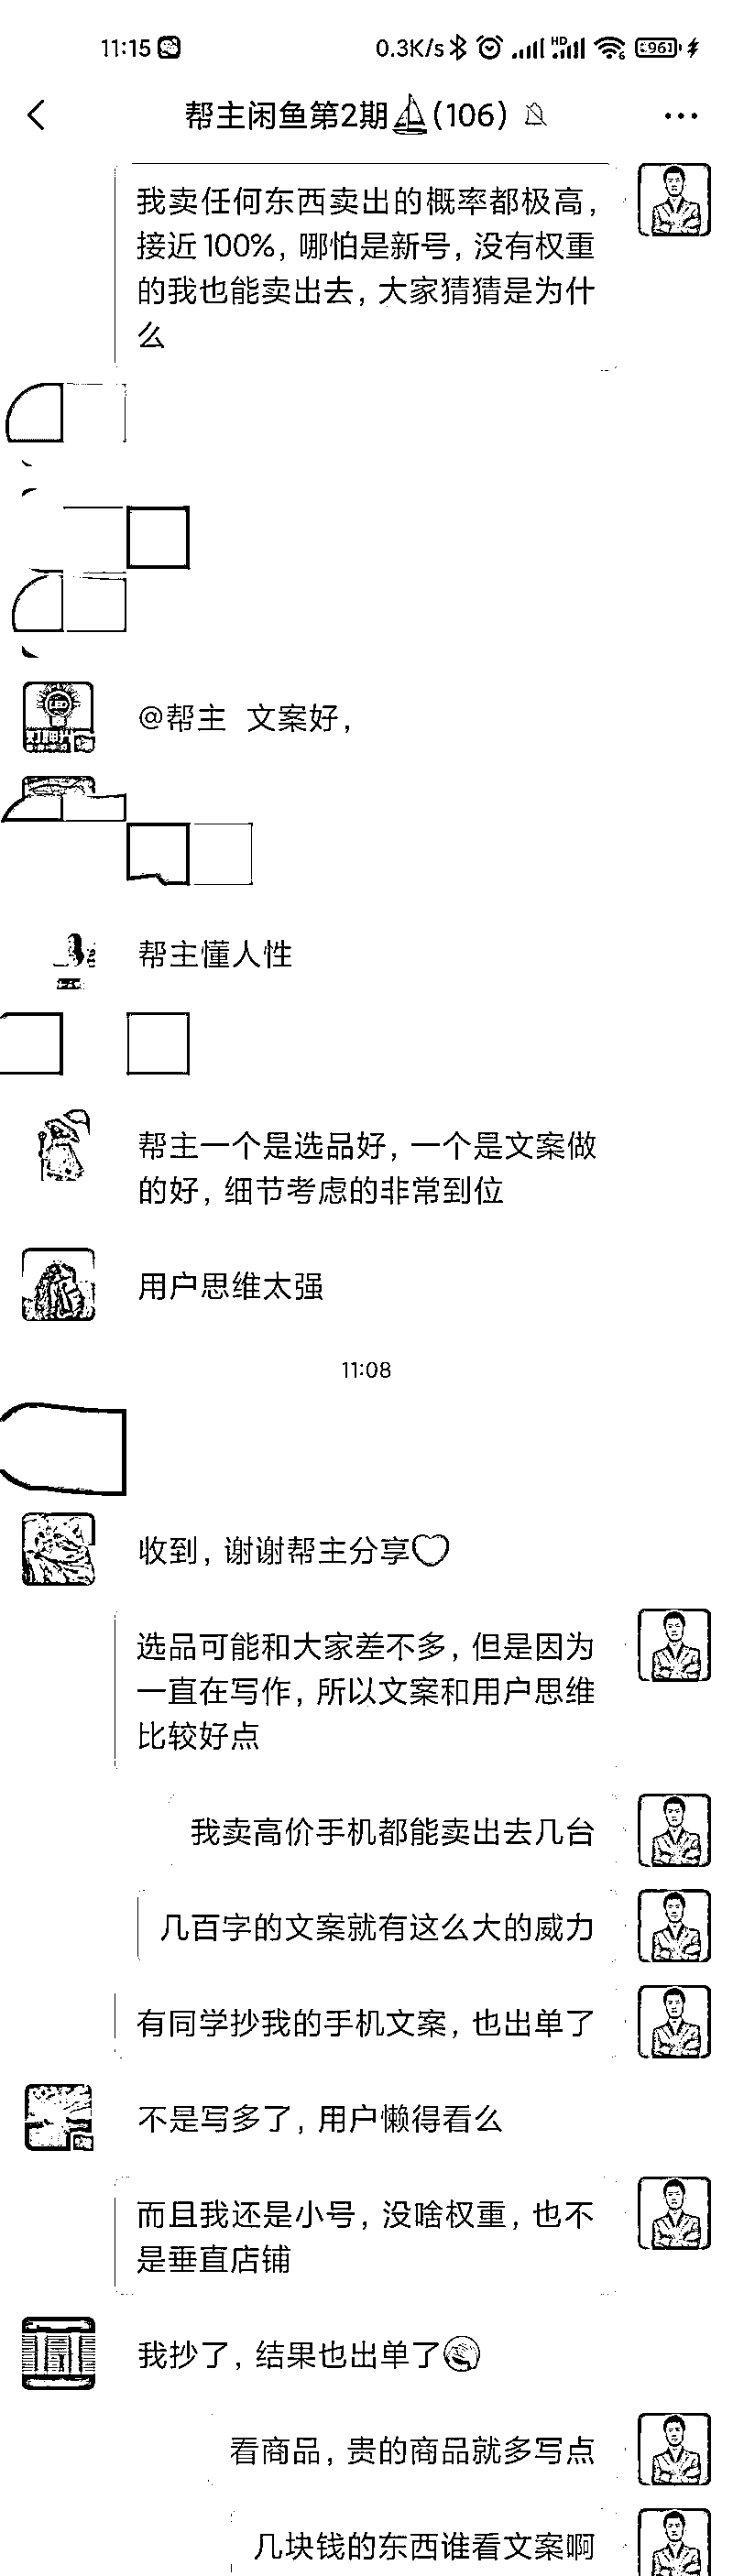 11:15
0.3K/s
HD
6
96
帮主闲鱼第2期(106)
我卖任何东西卖出的概率都极高,
接近100%, 哪怕是新号, 没有权重
的我也能卖出去, 大家猜猜是为什
么
@帮主 文案好,
帮主懂人性
帮主一个是选品好, 一个是文案做
的好, 细节考虑的非常到位
用户思维太强
11:08
收到, 谢谢帮主分享♡
选品可能和大家差不多, 但是因为
一直在写作, 所以文案和用户思维
比较好点
我卖高价手机都能卖出去几台
几百字的文案就有这么大的威力
有同学抄我的手机文案, 也出单了
不是写多了, 用户懒得看么
而且我还是小号, 没啥权重, 也不
是垂直店铺
我抄了, 结果也出单了
看商品, 贵的商品就多写点
几块钱的东西谁看文案啊